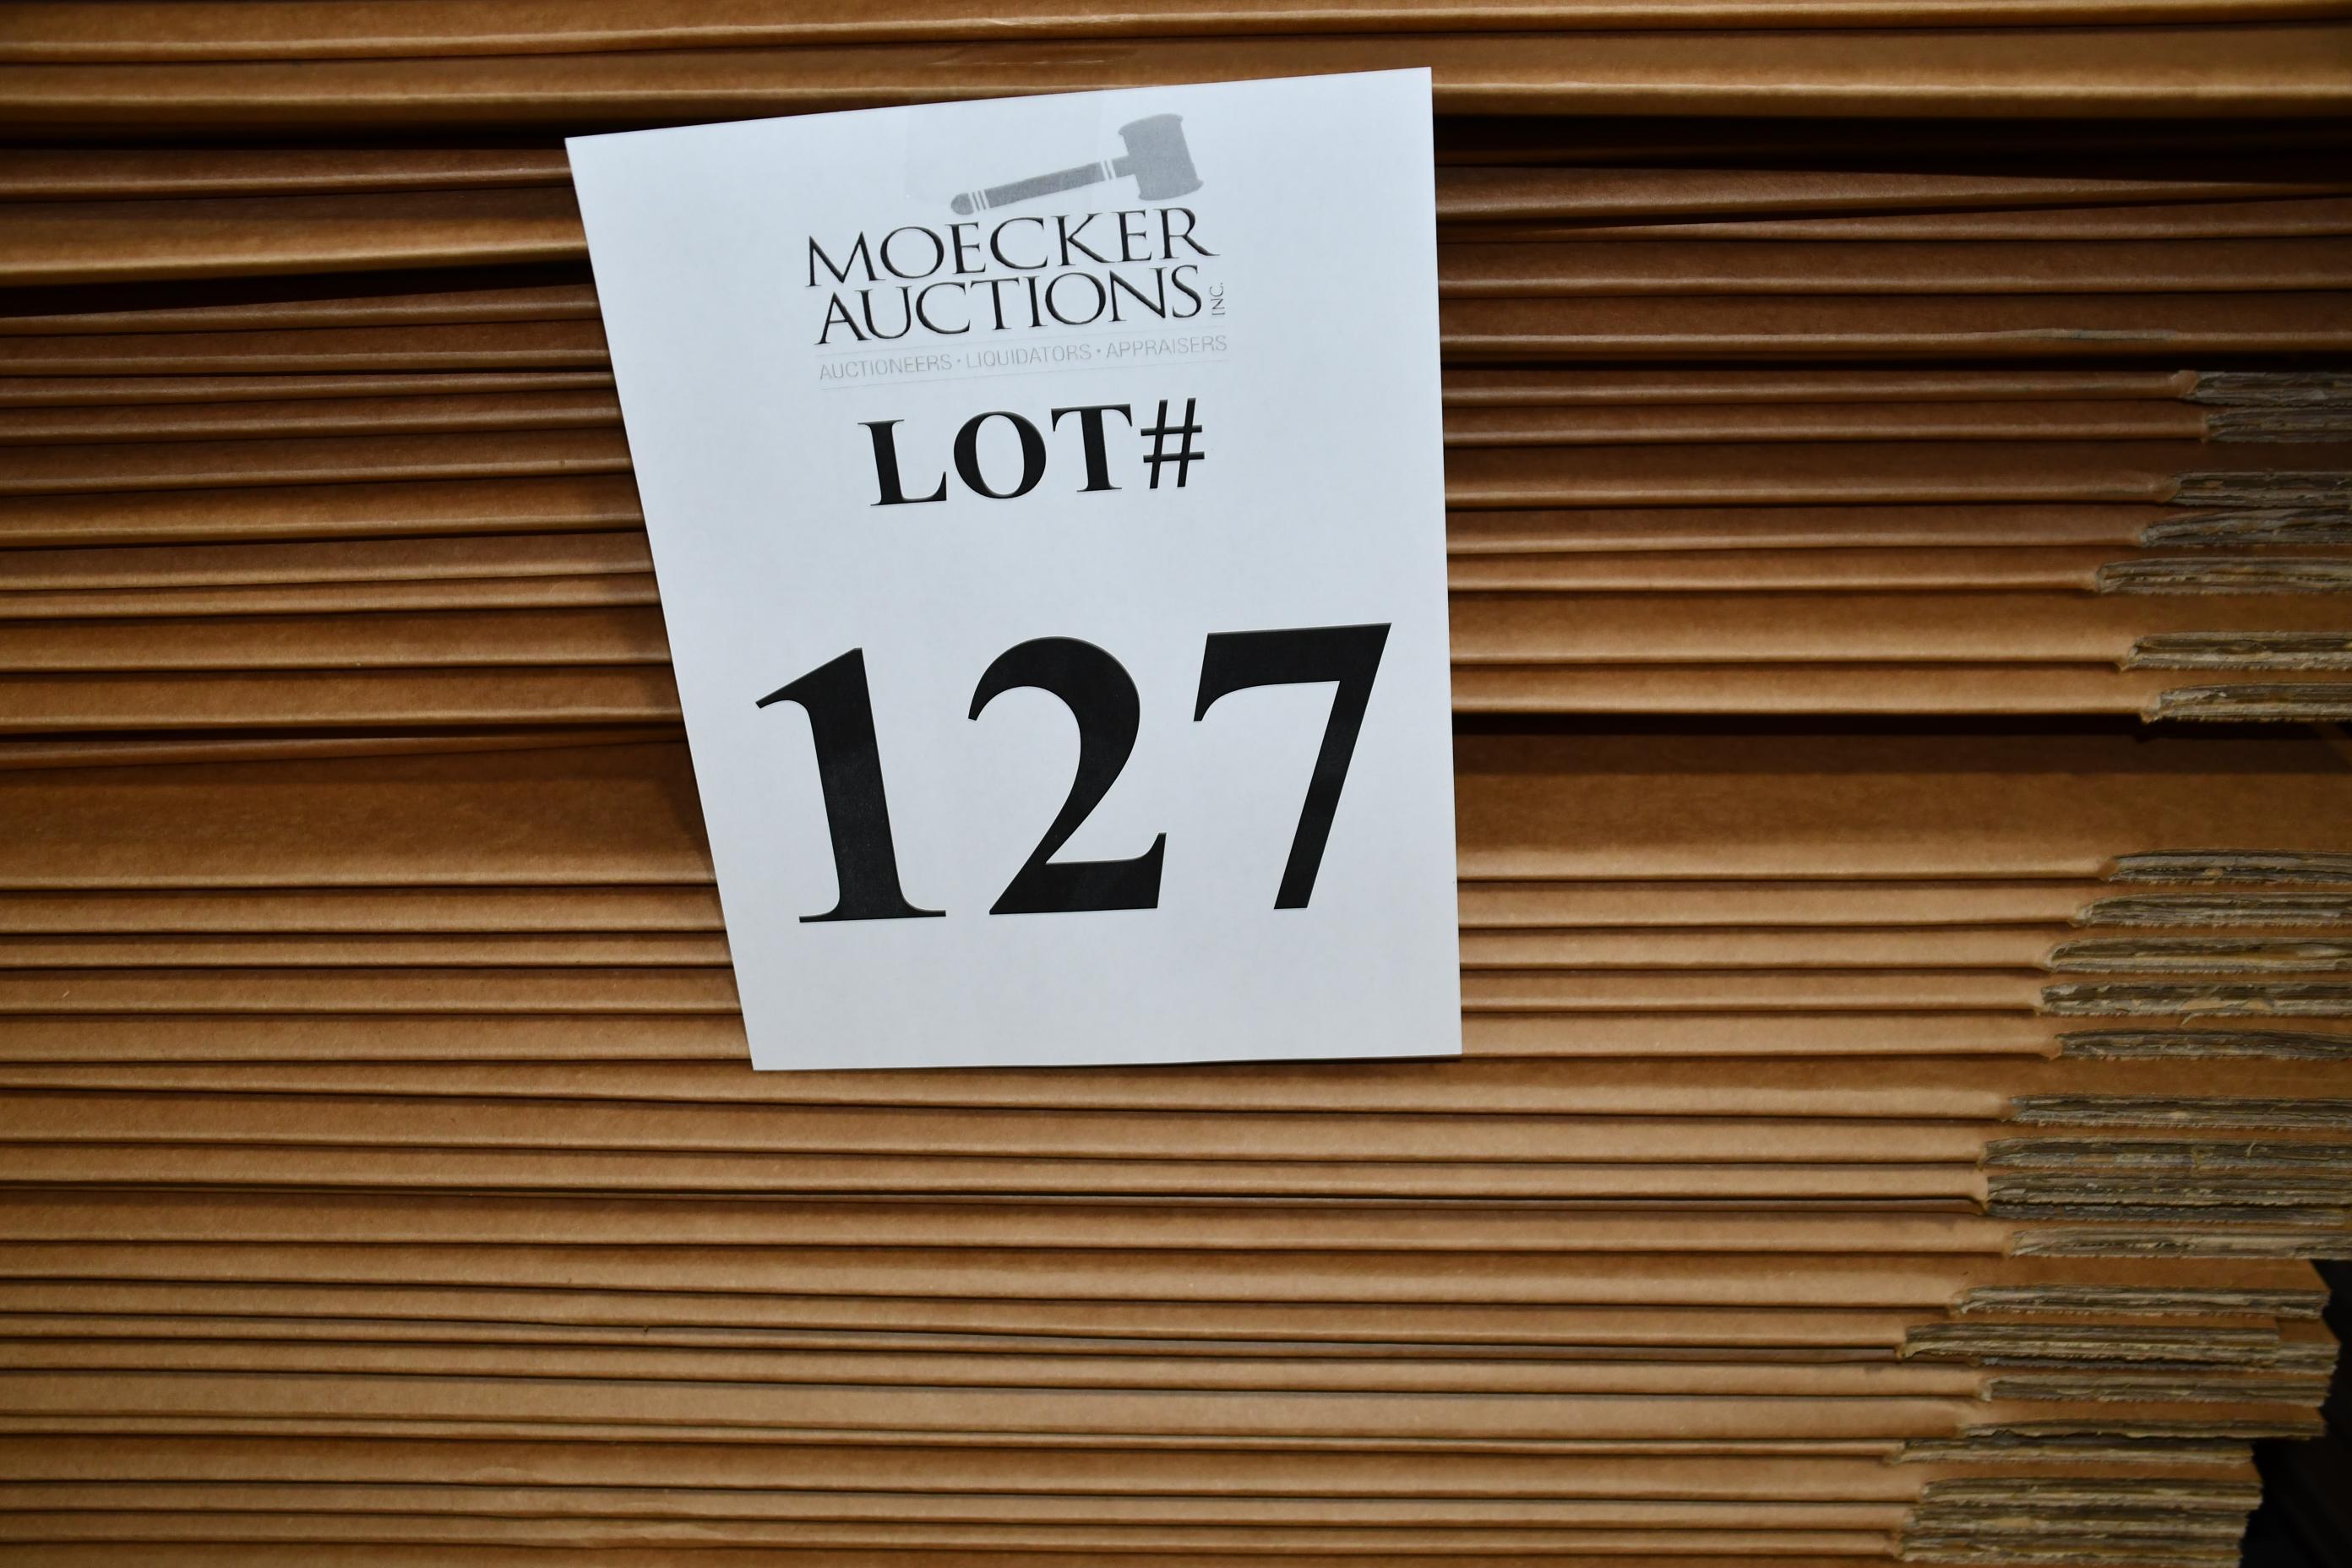 MOECKER
AUCTIONS INC.
AUCTIONEERS • LIQUIDATORS • APPRAISERS
LOT#
127